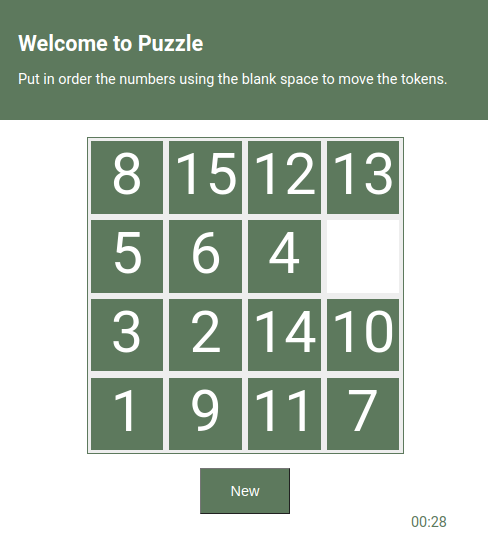 Welcome to Puzzle
Put in order the numbers using the blank space to move the tokens.
8 15 12 13
5 6 4
3 2 14 10
1 9 11 7
New
00:28